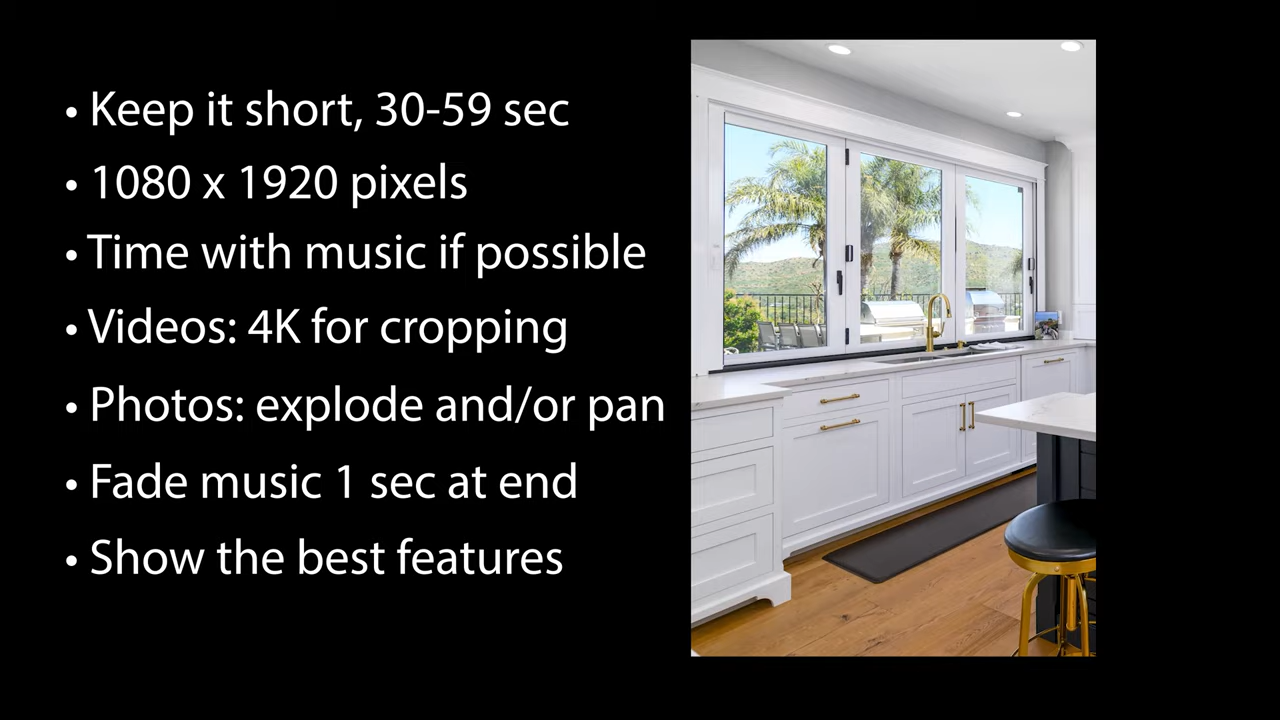 • Keep it short, 30-59 sec
• 1080 x 1920 pixels
• Time with music if possible
• Videos: 4K for cropping
• Photos: explode and/or pan
• Fade music 1 sec at end
• Show the best features